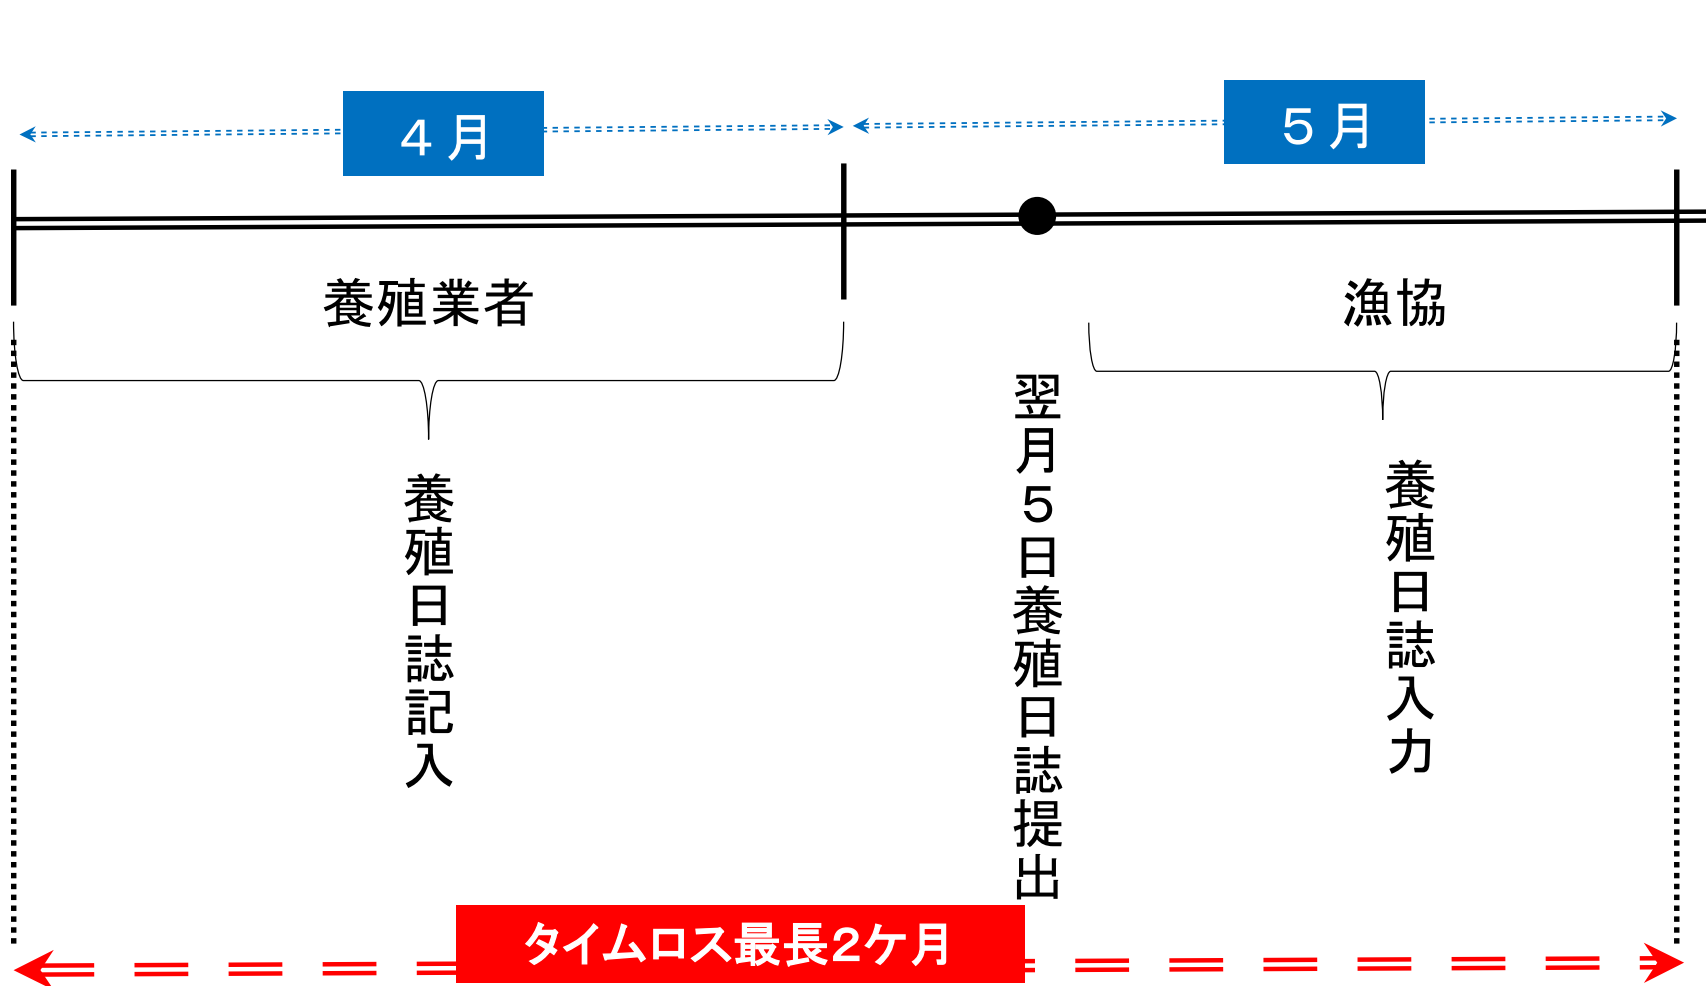 ４月
５月
養殖業者
漁協
養殖日誌記入
翌月５日養殖日誌提出
養殖日誌入力
タイムロス最長2ケ月